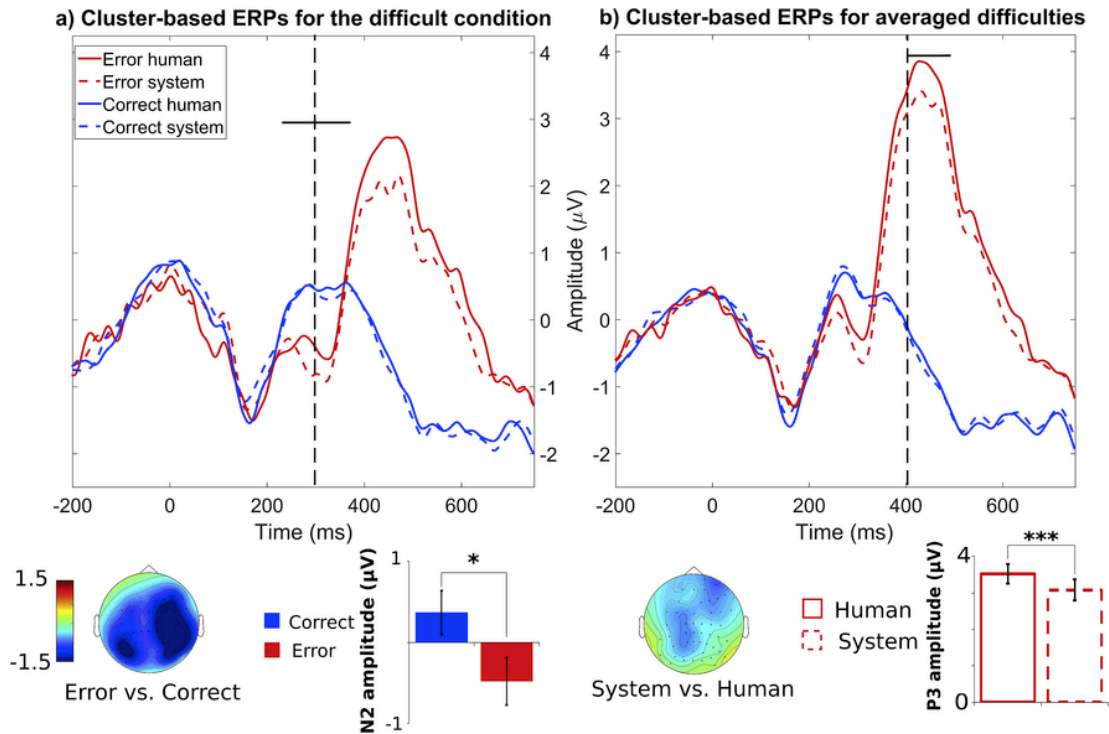 a) Cluster-based ERPs for the difficult condition
Error human
Error system
Correct human
Correct system
4
3
2
1
0
-1
-2
Amplitude (μV)
-200
0
200
400
600
Time (ms)
b) Cluster-based ERPs for averaged difficulties
4
3
2
1
0
-1
-2
-200
0
200
400
600
Time (ms)
1.5
-1.5
Error vs. Correct
Correct
Error
N2 amplitude (μV)
1
-1
*
System vs. Human
Human
System
P3 amplitude (μV)
4
0
***